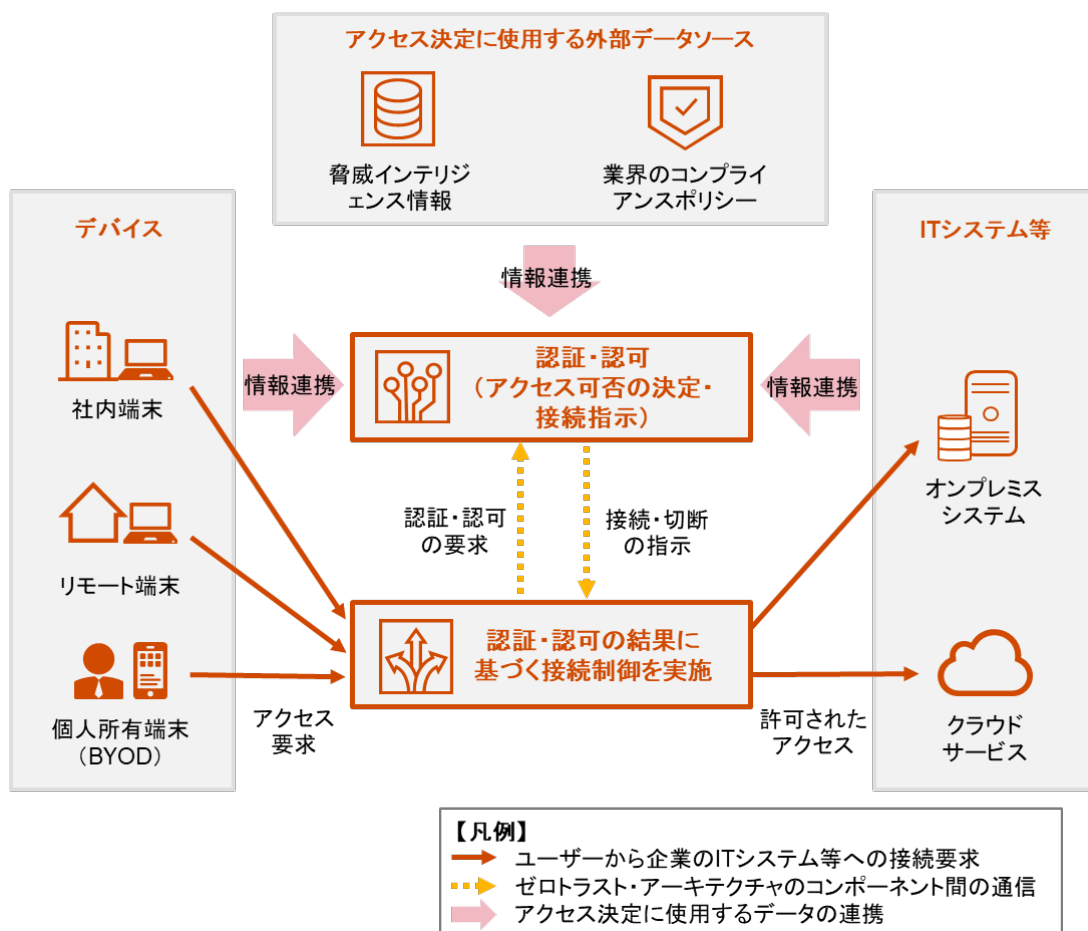 アクセス決定に使用する外部データソース
脅威インテリジ
ェンス情報
業界のコンプライ
アンスポリシー
デバイス
社内端末
リモート端末
個人所有端末
（BYOD）
情報連携
情報連携
情報連携
認証・認可
（アクセス可否の決定・
接続指示）
認証・認可
の要求
接続・切断
の指示
認証・認可の結果に
基づく接続制御を実施
アクセス
要求
許可された
アクセス
ITシステム等
オンプレミス
システム
クラウド
サービス
【凡例】
ユーザーから企業のITシステム等への接続要求
ゼロトラスト・アーキテクチャのコンポーネント間の通信
アクセス決定に使用するデータの連携